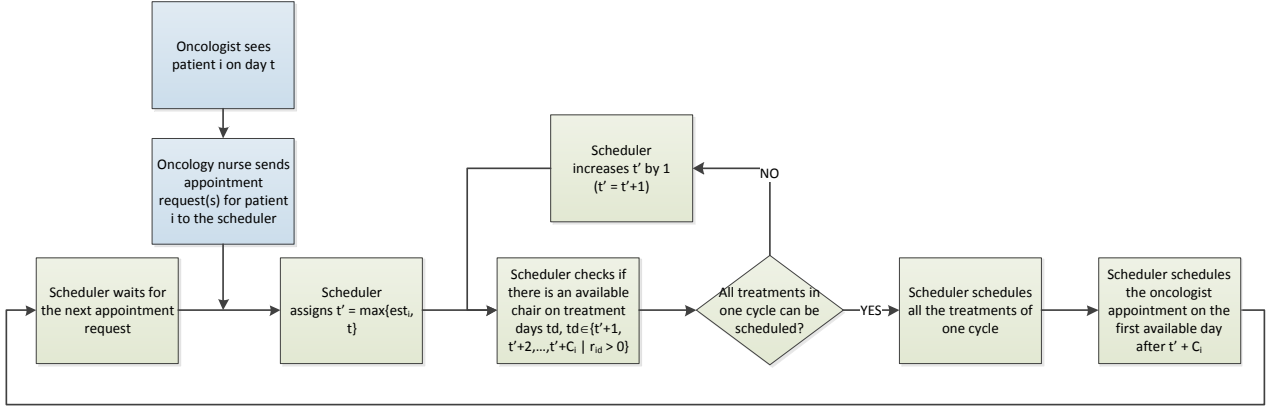 Oncologist sees
patient i on day t
Oncology nurse sends
appointment
request(s) for patient
i to the scheduler
Scheduler
increases t’ by 1
(t’ = t’+1)
NO
Scheduler waits for
the next appointment
request
Scheduler
assigns t’ = max{estᵢ,
t}
Scheduler checks if
there is an available
chair on treatment
days td, td∈{t’+1,
t’+2,...,t’+Cᵢ | r_id > 0}
All treatments in
one cycle can be
scheduled?
YES
Scheduler schedules
all the treatments of
one cycle
Scheduler schedules
the oncologist
appointment on the
first available day
after t’ + Cᵢ